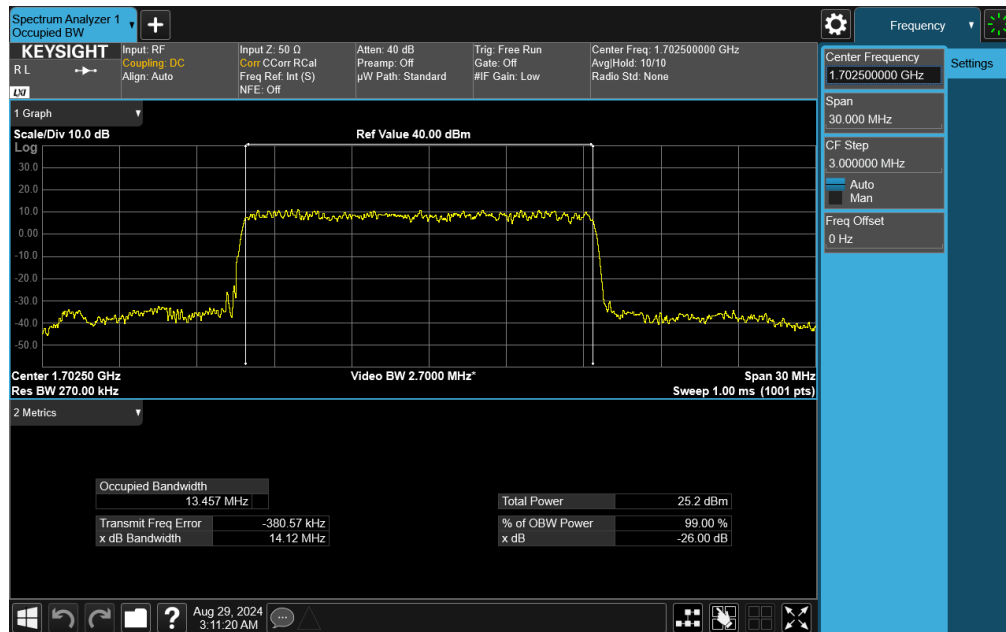 Spectrum Analyzer 1
Occupied BW
Frequency
KEYSIGHT
R L
LXI
Input: RF
Coupling: DC
Align: Auto
Input Z: 50 Ω
Corr CCorr RCal
Freq Ref: Int (S)
NFE: Off
Atten: 40 dB
Preamp: Off
µW Path: Standard
Trig: Free Run
Gate: Off
#IF Gain: Low
Center Freq: 1.702500000 GHz
Avg|Hold: 10/10
Radio Std: None
Center Frequency
1.702500000 GHz
Settings
Span
30.000 MHz
CF Step
3.000000 MHz
Auto
Man
Freq Offset
0 Hz
1 Graph
Scale/Div 10.0 dB
Ref Value 40.00 dBm
Log
30.0
20.0
10.0
0.00
-10.0
-20.0
-30.0
-40.0
-50.0
Center 1.70250 GHz
Video BW 2.7000 MHz*
Span 30 MHz
Res BW 270.00 kHz
Sweep 1.00 ms (1001 pts)
2 Metrics
Occupied Bandwidth
13.457 MHz
Transmit Freq Error -380.57 kHz
x dB Bandwidth 14.12 MHz
Total Power 25.2 dBm
% of OBW Power 99.00 %
x dB -26.00 dB
Aug 29, 2024
3:11:20 AM